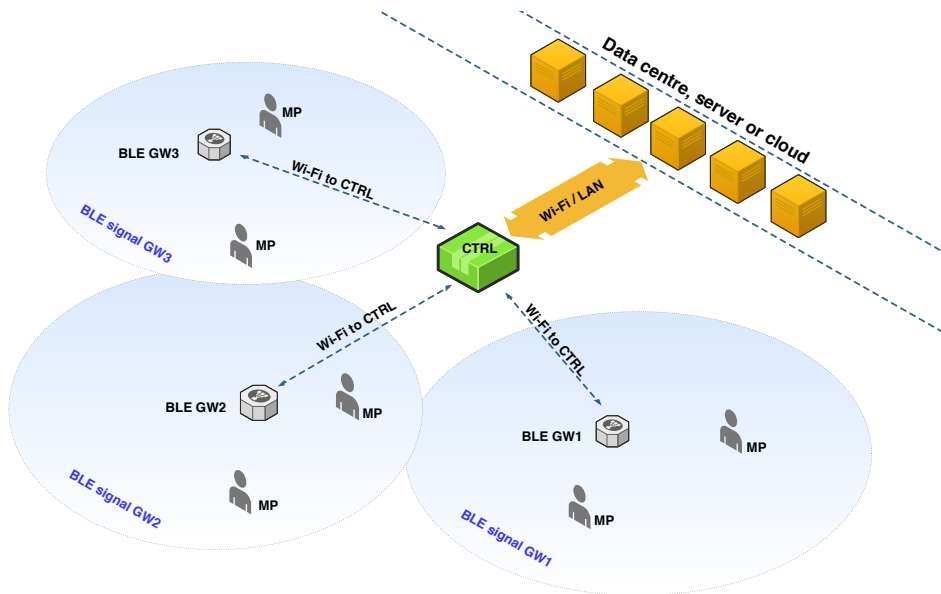 Data centre, server or cloud
MP
BLE GW3
Wi-Fi to CTRL
Wi-Fi / LAN
BLE signal GW3
MP
CTRL
Wi-Fi to CTRL
Wi-Fi to CTRL
BLE GW2
MP
BLE GW1
MP
BLE signal GW2
MP
MP
BLE signal GW1